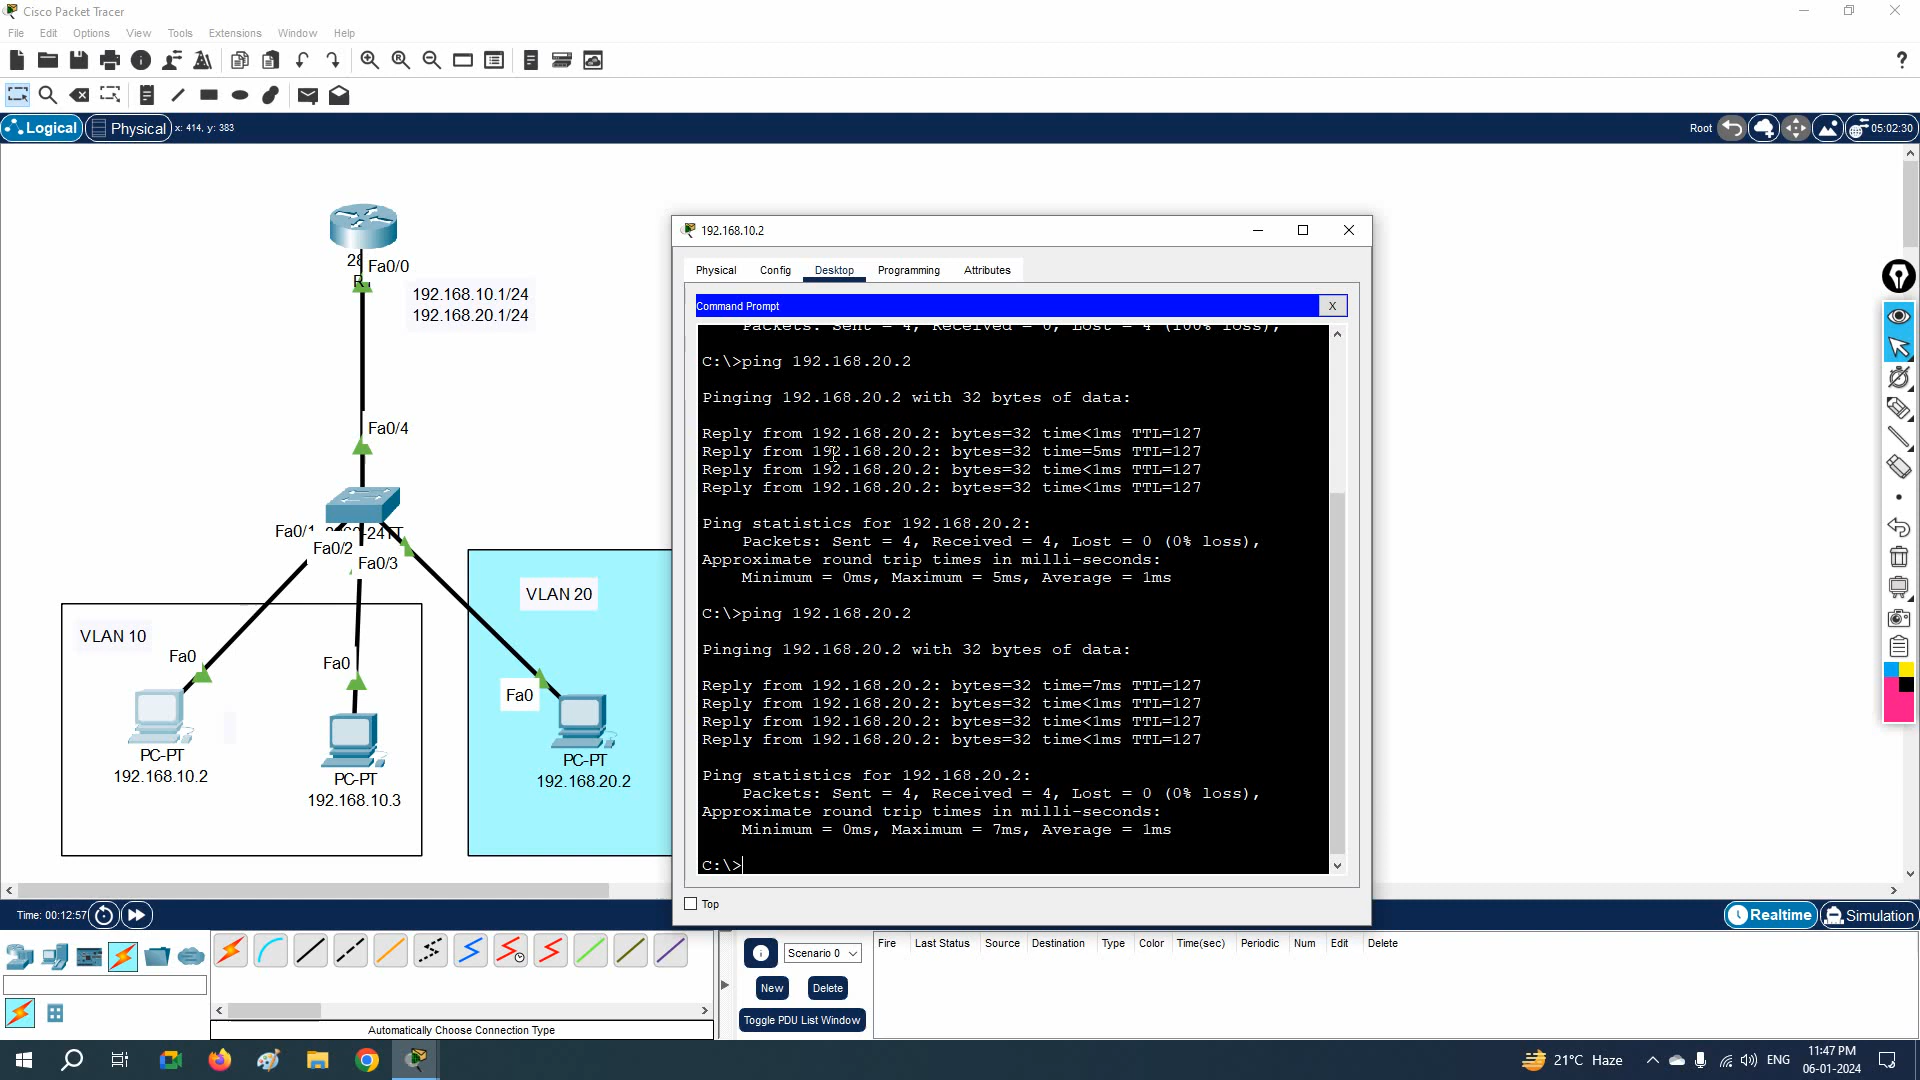 Cisco Packet Tracer
File Edit Options View Tools Extensions Window Help
?
Logical Physical x: 414, y: 383
Root 05:02:30
Fa0/0
192.168.10.1/24
192.168.20.1/24
Fa0/4
Fa0/1
Fa0/2
Fa0/3
VLAN 10
Fa0
Fa0
PC-PT
192.168.10.2
PC-PT
192.168.10.3
VLAN 20
Fa0
PC-PT
192.168.20.2
192.168.10.2
Physical Config Desktop Programming Attributes
Command Prompt X
Packets: Sent = 4, Received = 0, Lost = 4 (100% loss),
C:\>ping 192.168.20.2
Pinging 192.168.20.2 with 32 bytes of data:
Reply from 192.168.20.2: bytes=32 time<1ms TTL=127
Reply from 192.168.20.2: bytes=32 time=5ms TTL=127
Reply from 192.168.20.2: bytes=32 time<1ms TTL=127
Reply from 192.168.20.2: bytes=32 time<1ms TTL=127
Ping statistics for 192.168.20.2:
Packets: Sent = 4, Received = 4, Lost = 0 (0% loss),
Approximate round trip times in milli-seconds:
Minimum = 0ms, Maximum = 5ms, Average = 1ms
C:\>ping 192.168.20.2
Pinging 192.168.20.2 with 32 bytes of data:
Reply from 192.168.20.2: bytes=32 time=7ms TTL=127
Reply from 192.168.20.2: bytes=32 time<1ms TTL=127
Reply from 192.168.20.2: bytes=32 time<1ms TTL=127
Reply from 192.168.20.2: bytes=32 time<1ms TTL=127
Ping statistics for 192.168.20.2:
Packets: Sent = 4, Received = 4, Lost = 0 (0% loss),
Approximate round trip times in milli-seconds:
Minimum = 0ms, Maximum = 7ms, Average = 1ms
C:\>
Top
Time: 00:12:57
Realtime Simulation
Automatically Choose Connection Type
Scenario 0
New Delete
Toggle PDU List Window
Fire Last Status Source Destination Type Color Time(sec) Periodic Num Edit Delete
21°C Haze
ENG
11:47 PM
06-01-2024